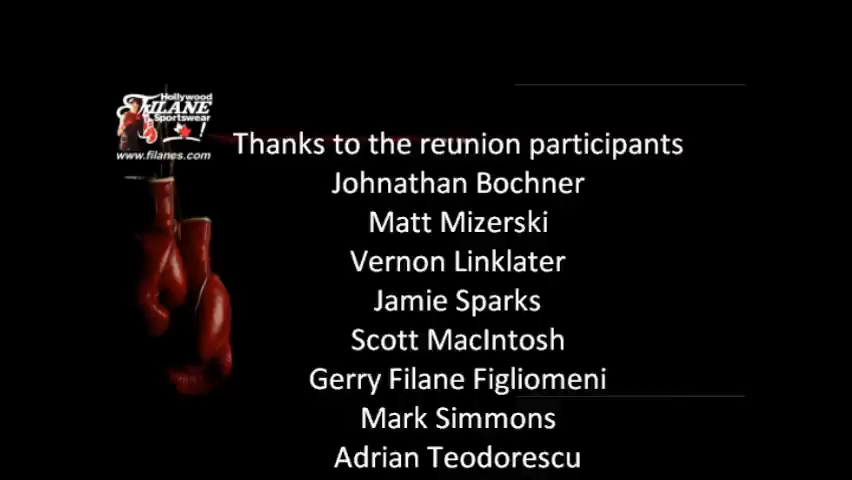 Hollywood
FILANE
Sportswear
www.filanes.com
Thanks to the reunion participants
Johnathan Bochner
Matt Mizerski
Vernon Linklater
Jamie Sparks
Scott MacIntosh
Gerry Filane Figliomeni
Mark Simmons
Adrian Teodorescu